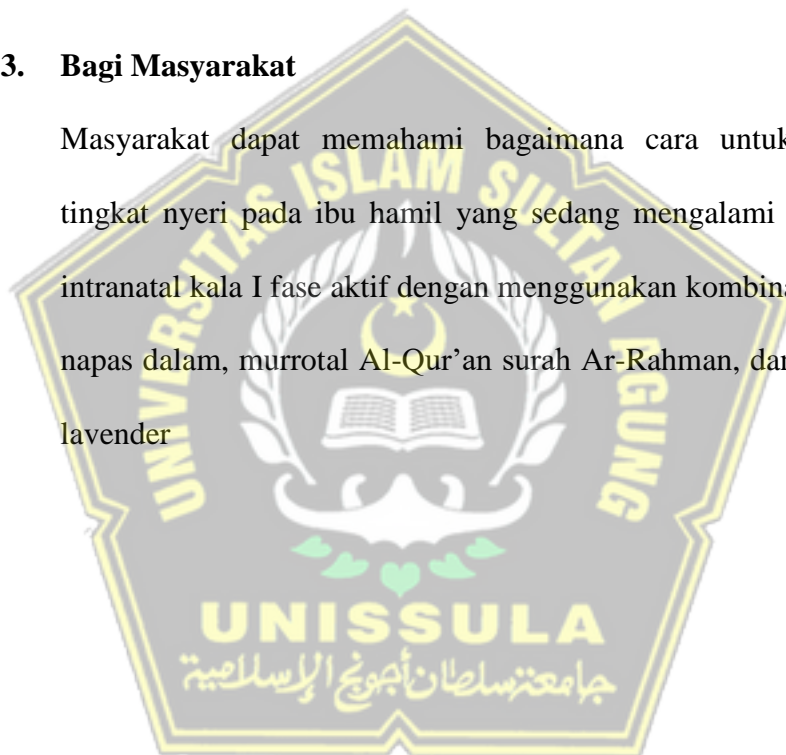 3. Bagi Masyarakat
Masyarakat dapat memahami bagaimana cara untuk
tingkat nyeri pada ibu hamil yang sedang mengalami
intranatal kala I fase aktif dengan menggunakan kombina
napas dalam, murrotal Al-Qur’an surah Ar-Rahman, dan
lavender
UNIVERSITAS ISLAM SULTAN AGUNG
UNISSULA
جامعة سلطان أجونج الإسلامية